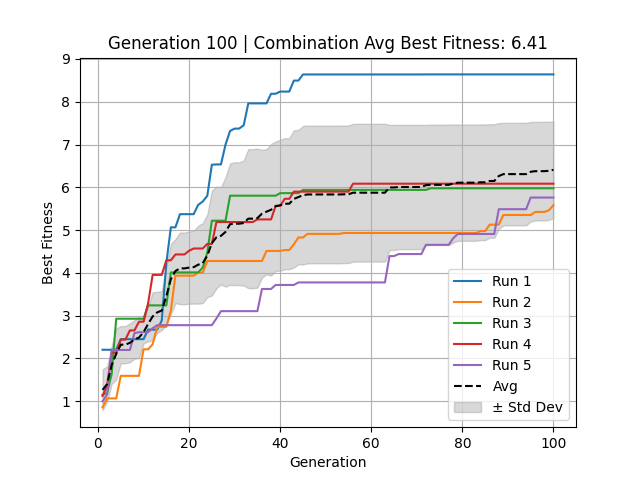 Generation 100 | Combination Avg Best Fitness: 6.41
Best Fitness
9
8
7
6
5
4
3
2
1
0
20
40
60
80
100
Generation
Run 1
Run 2
Run 3
Run 4
Run 5
Avg
± Std Dev